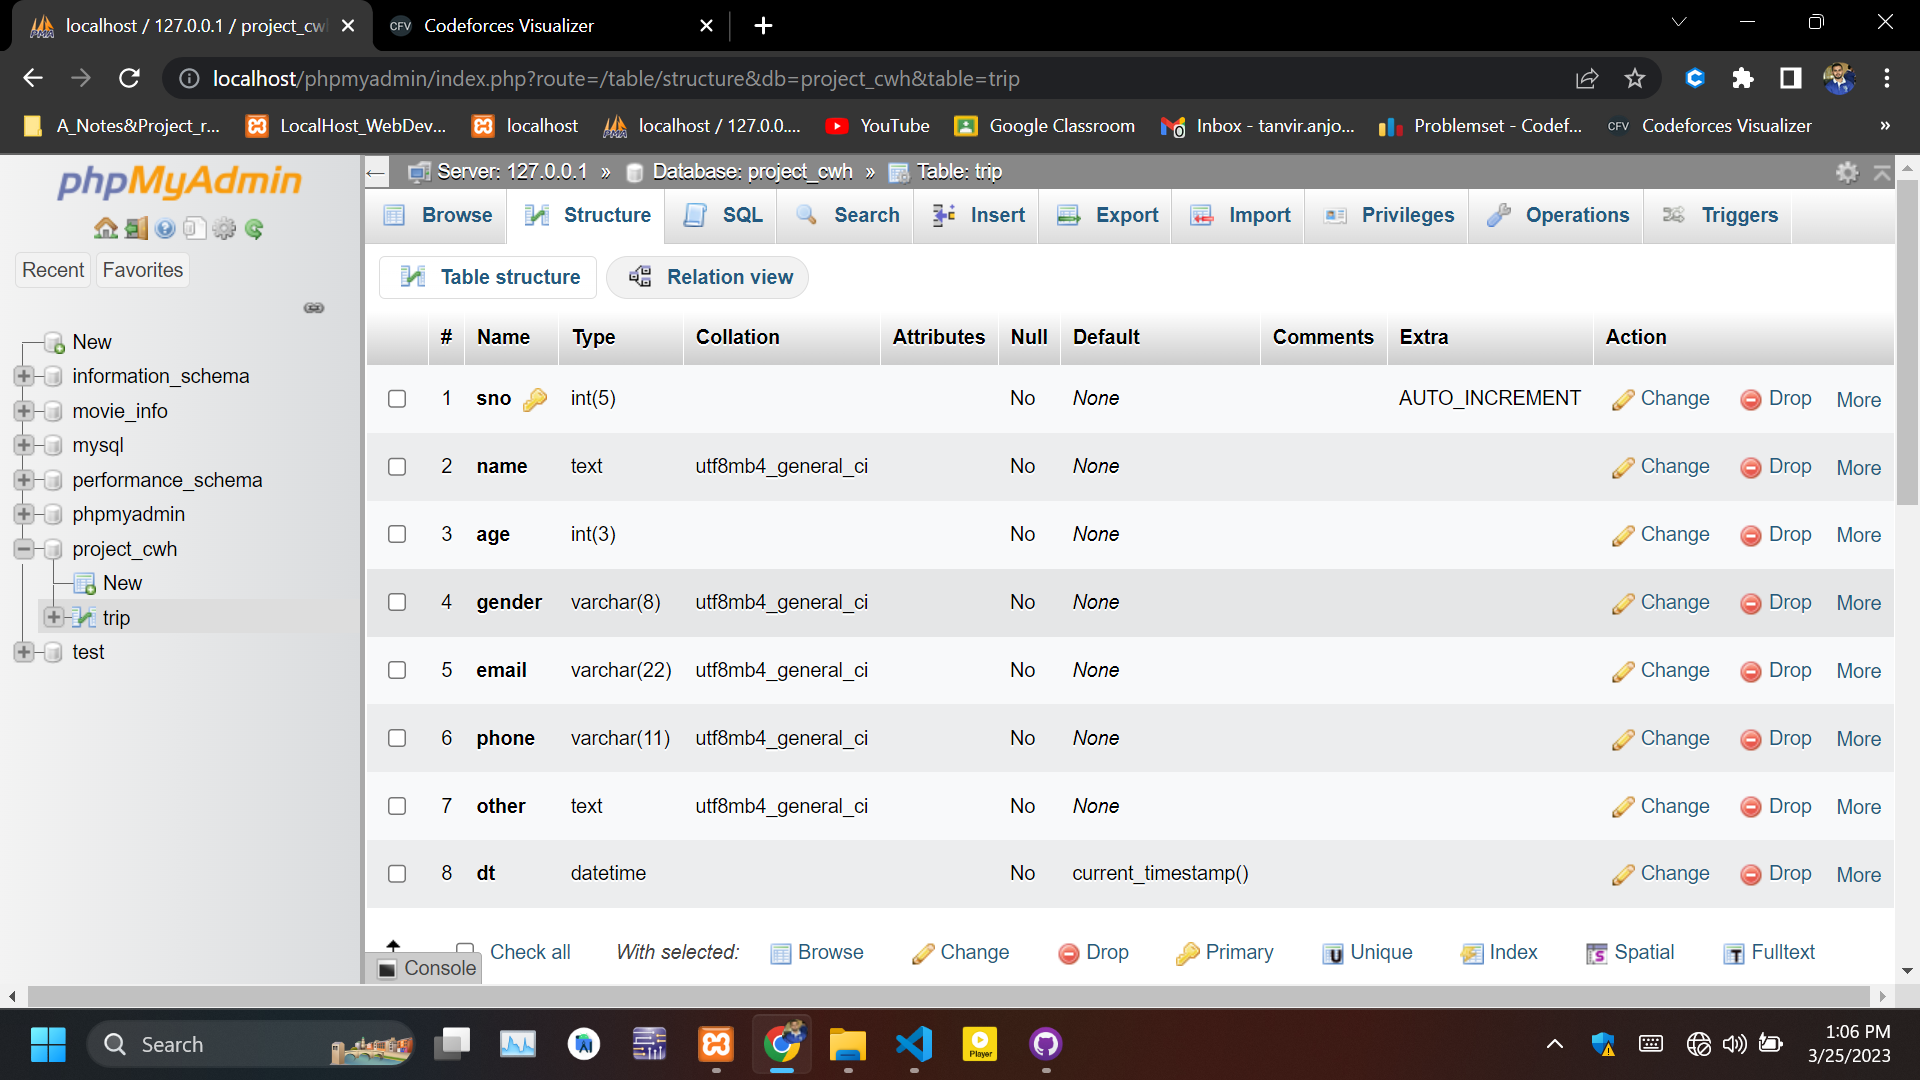 localhost / 127.0.0.1 / project_cw
Codeforces Visualizer
localhost/phpmyadmin/index.php?route=/table/structure&db=project_cwh&table=trip
A_Notes&Project_r... LocalHost_WebDev... localhost localhost / 127.0.0.... YouTube Google Classroom Inbox - tanvir.anjo... Problemset - Codef... CFV Codeforces Visualizer »
phpMyAdmin
Recent Favorites
New
information_schema
movie_info
mysql
performance_schema
phpmyadmin
project_cwh
New
trip
test
Server: 127.0.0.1 » Database: project_cwh » Table: trip
Browse Structure SQL Search Insert Export Import Privileges Operations Triggers
Table structure Relation view
# Name Type Collation Attributes Null Default Comments Extra Action
1 sno int(5) No None AUTO_INCREMENT Change Drop More
2 name text utf8mb4_general_ci No None Change Drop More
3 age int(3) No None Change Drop More
4 gender varchar(8) utf8mb4_general_ci No None Change Drop More
5 email varchar(22) utf8mb4_general_ci No None Change Drop More
6 phone varchar(11) utf8mb4_general_ci No None Change Drop More
7 other text utf8mb4_general_ci No None Change Drop More
8 dt datetime No current_timestamp() Change Drop More
Check all With selected: Browse Change Drop Primary Unique Index Spatial Fulltext
Console
Search
Player
1:06 PM
3/25/2023